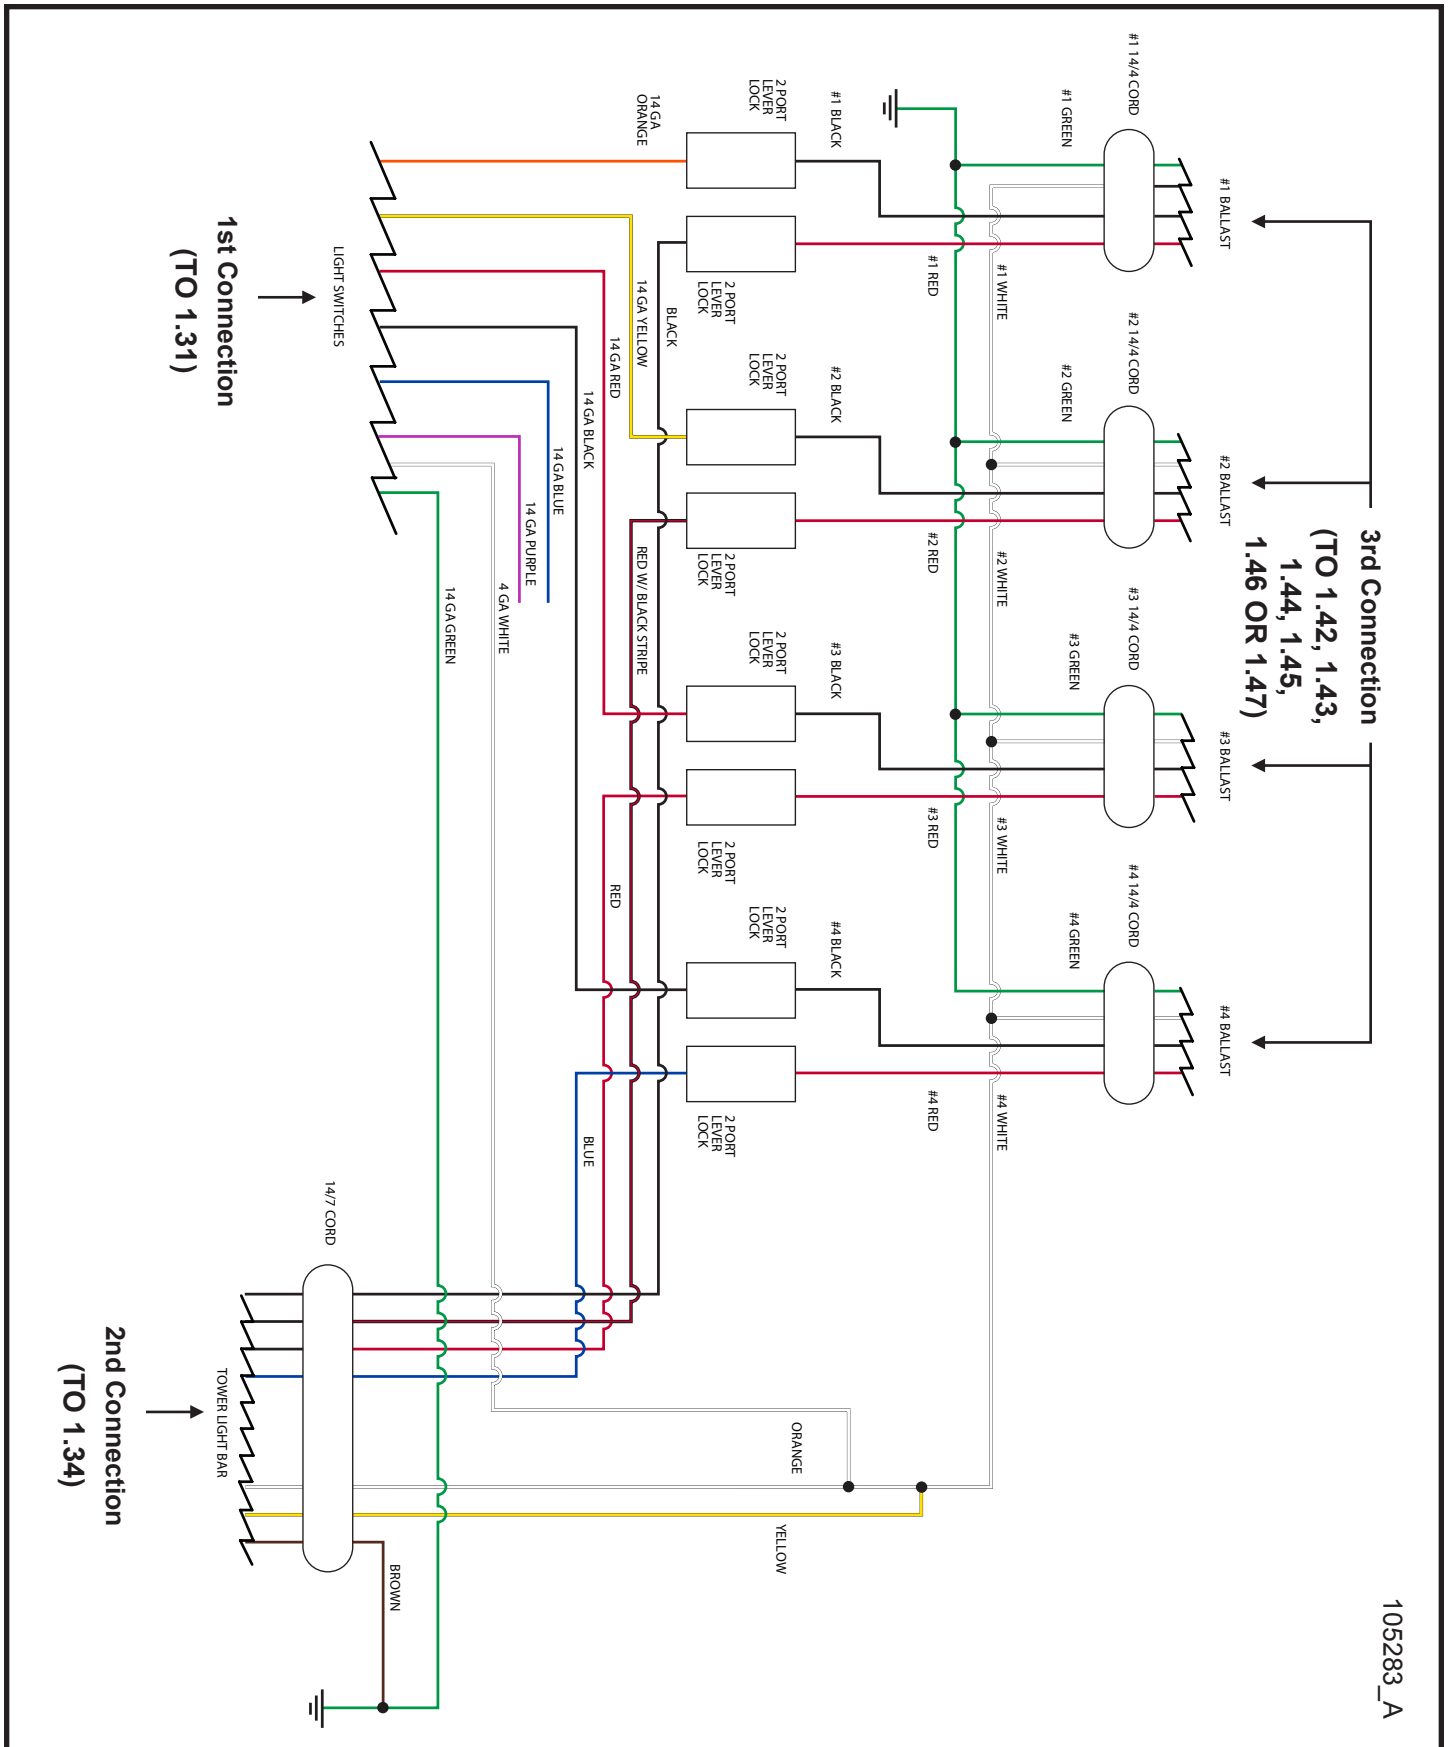 105283_A
3rd Connection
(TO 1.42, 1.43,
1.44, 1.45,
1.46 OR 1.47)
#1 BALLAST
#2 BALLAST
#3 BALLAST
#4 BALLAST
#1 14/4 CORD
#2 14/4 CORD
#3 14/4 CORD
#4 14/4 CORD
#1 GREEN
#2 GREEN
#3 GREEN
#4 GREEN
#1 WHITE
#2 WHITE
#3 WHITE
#4 WHITE
#1 RED
#2 RED
#3 RED
#4 RED
#1 BLACK
#2 BLACK
#3 BLACK
#4 BLACK
2 PORT
LEVER
LOCK
2 PORT
LEVER
LOCK
2 PORT
LEVER
LOCK
2 PORT
LEVER
LOCK
2 PORT
LEVER
LOCK
2 PORT
LEVER
LOCK
2 PORT
LEVER
LOCK
2 PORT
LEVER
LOCK
ORANGE
YELLOW
BLACK
14 GA
ORANGE
14 GA YELLOW
RED W/ BLACK STRIPE
14 GA RED
RED
14 GA BLACK
BLUE
14 GA BLUE
14 GA PURPLE
4 GA WHITE
14 GA GREEN
BROWN
LIGHT SWITCHES
14/7 CORD
1st Connection
(TO 1.31)
TOWER LIGHT BAR
2nd Connection
(TO 1.34)